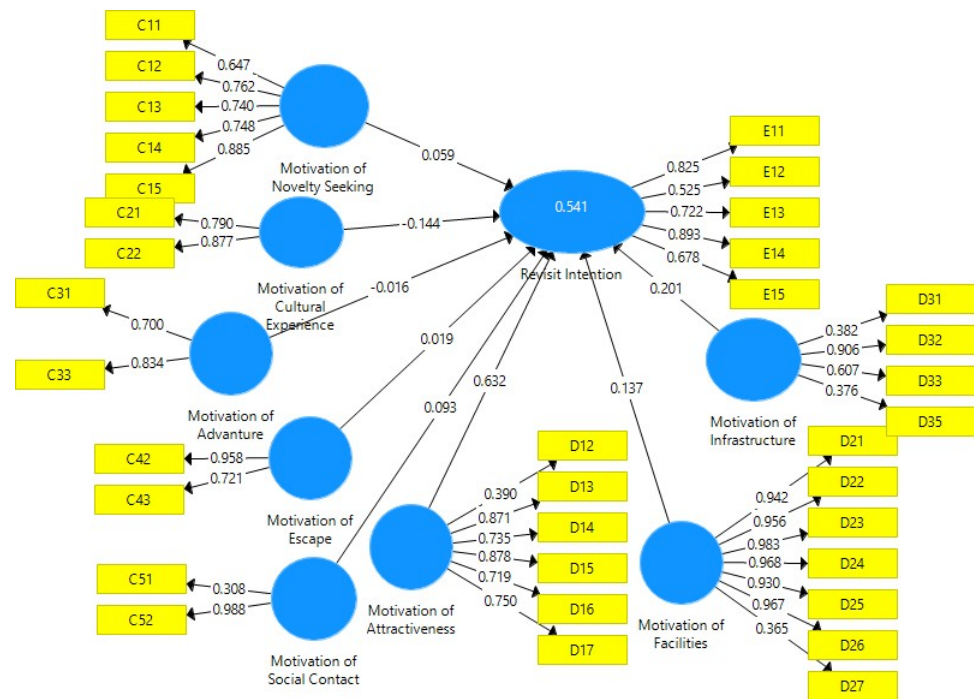 C11
C12
C13
C14
C15
0.647
0.762
0.740
0.748
0.885
Motivation of
Novelty Seeking
0.059
C21
C22
0.790
0.877
Motivation of
Cultural
Experience
-0.144
C31
C33
0.700
0.834
Motivation of
Advanture
-0.016
C42
C43
0.958
0.721
Motivation of
Escape
0.019
C51
C52
0.308
0.988
Motivation of
Social Contact
0.093
0.541
Revisit Intention
0.825
0.525
0.722
0.893
0.678
E11
E12
E13
E14
E15
0.632
Motivation of
Attractiveness
0.390
0.871
0.735
0.878
0.719
0.750
D12
D13
D14
D15
D16
D17
0.137
Motivation of
Facilities
0.942
0.956
0.983
0.968
0.930
0.967
0.365
D21
D22
D23
D24
D25
D26
D27
0.201
Motivation of
Infrastructure
0.382
0.906
0.607
0.376
D31
D32
D33
D35